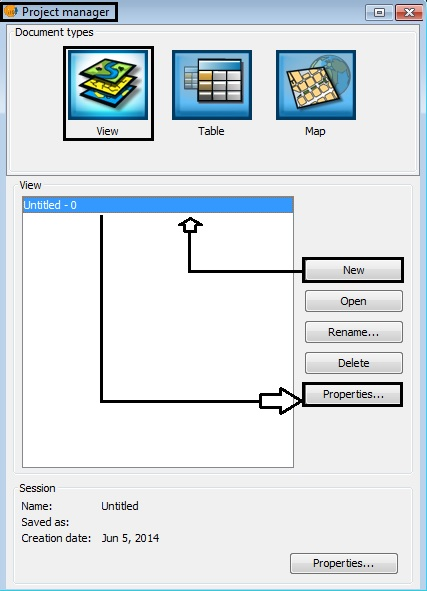 Project manager
Document types
View Table Map
View
Untitled - 0
New
Open
Rename...
Delete
Properties...
Session
Name: Untitled
Saved as:
Creation date: Jun 5, 2014
Properties...